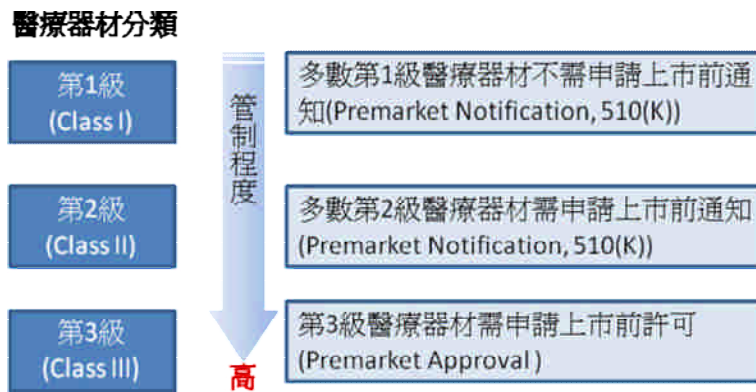 醫療器材分類
第1級
(Class I)
管制程度
多數第1級醫療器材不需申請上市前通
知(Premarket Notification, 510(K))
第2級
(Class II)
多數第2級醫療器材需申請上市前通知
(Premarket Notification, 510(K))
第3級
(Class III)
高
第3級醫療器材需申請上市前許可
(Premarket Approval )